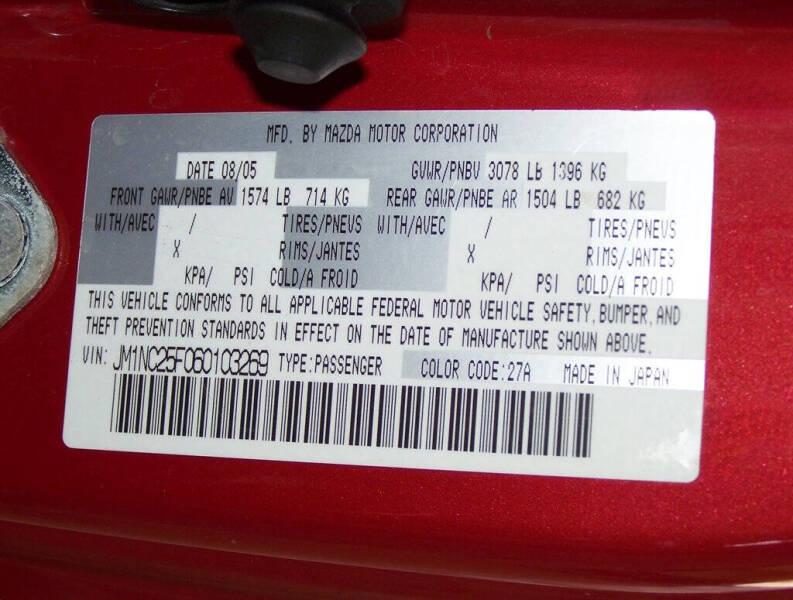 MFD. BY MAZDA MOTOR CORPORATION
DATE 08/05 GVWR/PNBV 3078 LB 1396 KG
FRONT GAWR/PNBE AV 1574 LB 714 KG REAR GAWR/PNBE AR 1504 LB 682 KG
WITH/AVEC / TIRES/PNEUS WITH/AVEC / TIRES/PNEUS
X RIMS/JANTES X RIMS/JANTES
KPA/ PSI COLD/A FROID KPA/ PSI COLD/A FROID
THIS VEHICLE CONFORMS TO ALL APPLICABLE FEDERAL MOTOR VEHICLE SAFETY, BUMPER, AND
THEFT PREVENTION STANDARDS IN EFFECT ON THE DATE OF MANUFACTURE SHOWN ABOVE.
VIN: JM1NC25F060103269 TYPE:PASSENGER COLOR CODE:27A MADE IN JAPAN